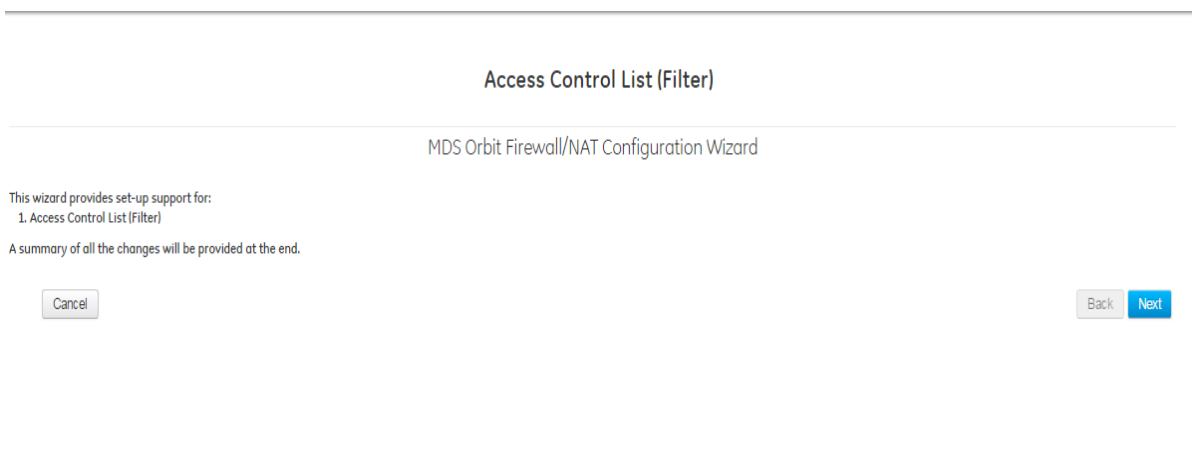 Access Control List (Filter)
MDS Orbit Firewall/NAT Configuration Wizard
This wizard provides set-up support for:
1. Access Control List (Filter)
A summary of all the changes will be provided at the end.
Cancel
Back
Next